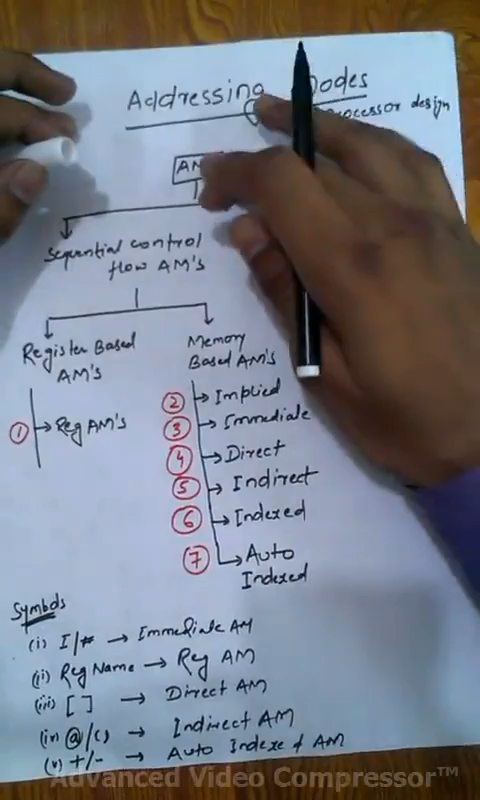 Addressing Modes
Processor design
AM
Sequential control
flow AM's
Register Based
AM's
Memory
Based AM's
① → Reg AM's
② → Implied
③ → Immediate
④ → Direct
⑤ → Indirect
⑥ → Indexed
⑦ → Auto
Indexed
Symbols
(i) I/# → Immediate AM
(ii) Reg Name → Reg AM
(iii) [ ] → Direct AM
(iv) @/() → Indirect AM
(v) +/- → Auto Indexed AM
Advanced Video Compressor™